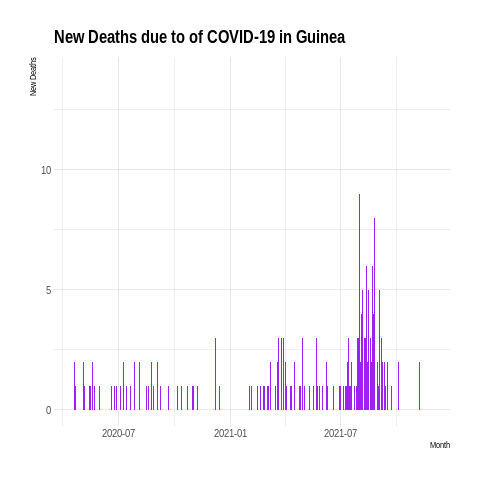 New Deaths due to of COVID-19 in Guinea
New Deaths
10
5
0
2020-07
2021-01
2021-07
Month